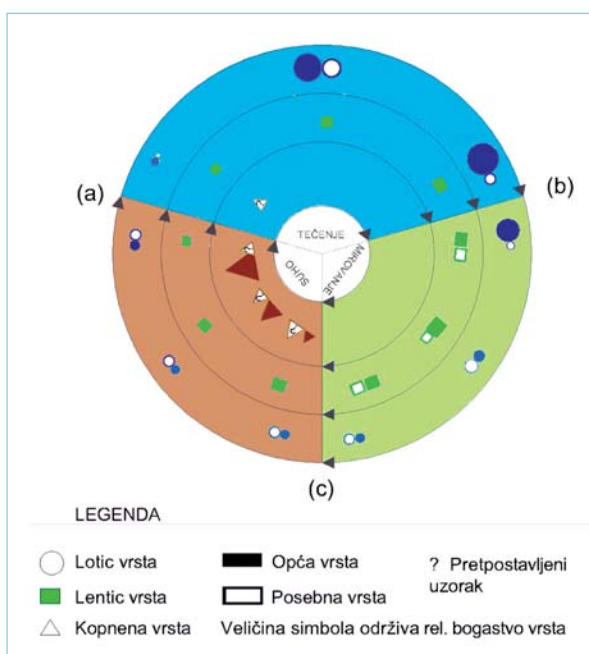 (a)
(b)
TEČENJE
MIROVANJE
SUHO
(c)
LEGENDA
Lotic vrsta
Opća vrsta
? Pretpostavljeni uzorak
Lentic vrsta
Posebna vrsta
Kopnena vrsta
Veličina simbola održiva rel. bogastvo vrsta